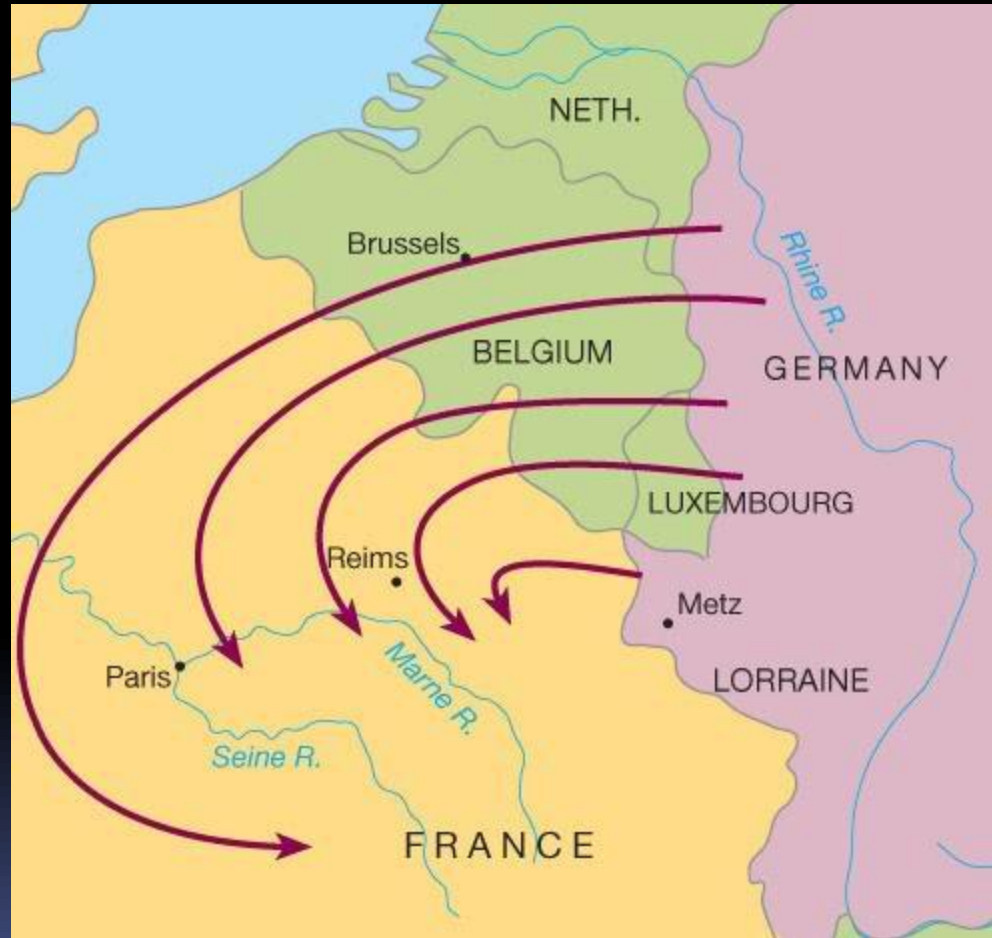 NETH.
Brussels
Rhine R.
BELGIUM
GERMANY
LUXEMBOURG
Reims
Metz
Marne R.
Paris
LORRAINE
Seine R.
FRANCE